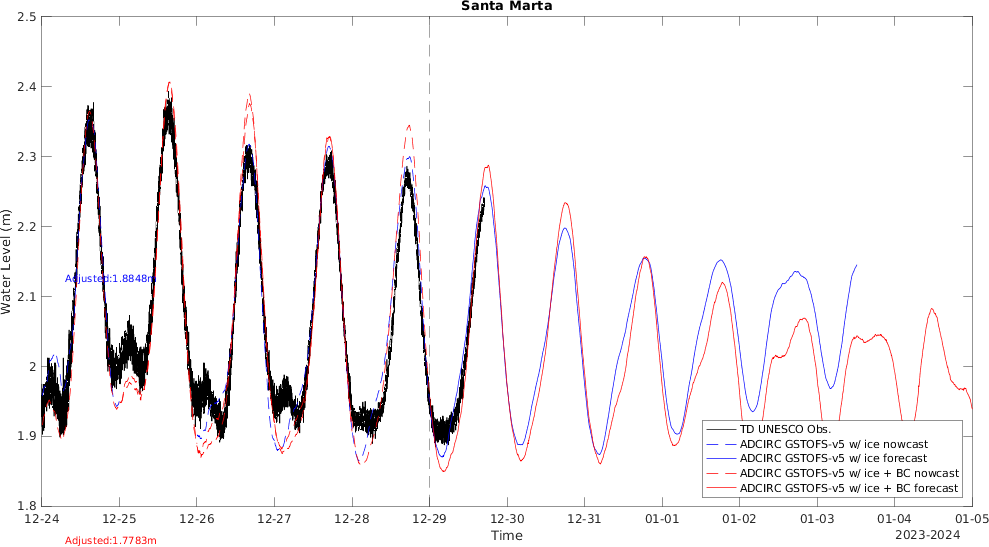 Santa Marta
2.5
2.4
2.3
2.2
2.1
2
1.9
1.8
Water Level (m)
Adjusted:1.8848m
TD UNESCO Obs.
ADCIRC GSTOFS-v5 w/ ice nowcast
ADCIRC GSTOFS-v5 w/ ice forecast
ADCIRC GSTOFS-v5 w/ ice + BC nowcast
ADCIRC GSTOFS-v5 w/ ice + BC forecast
12-24 12-25 12-26 12-27 12-28 12-29 12-30 12-31 01-01 01-02 01-03 01-04 01-05
Time
2023-2024
Adjusted:1.7783m